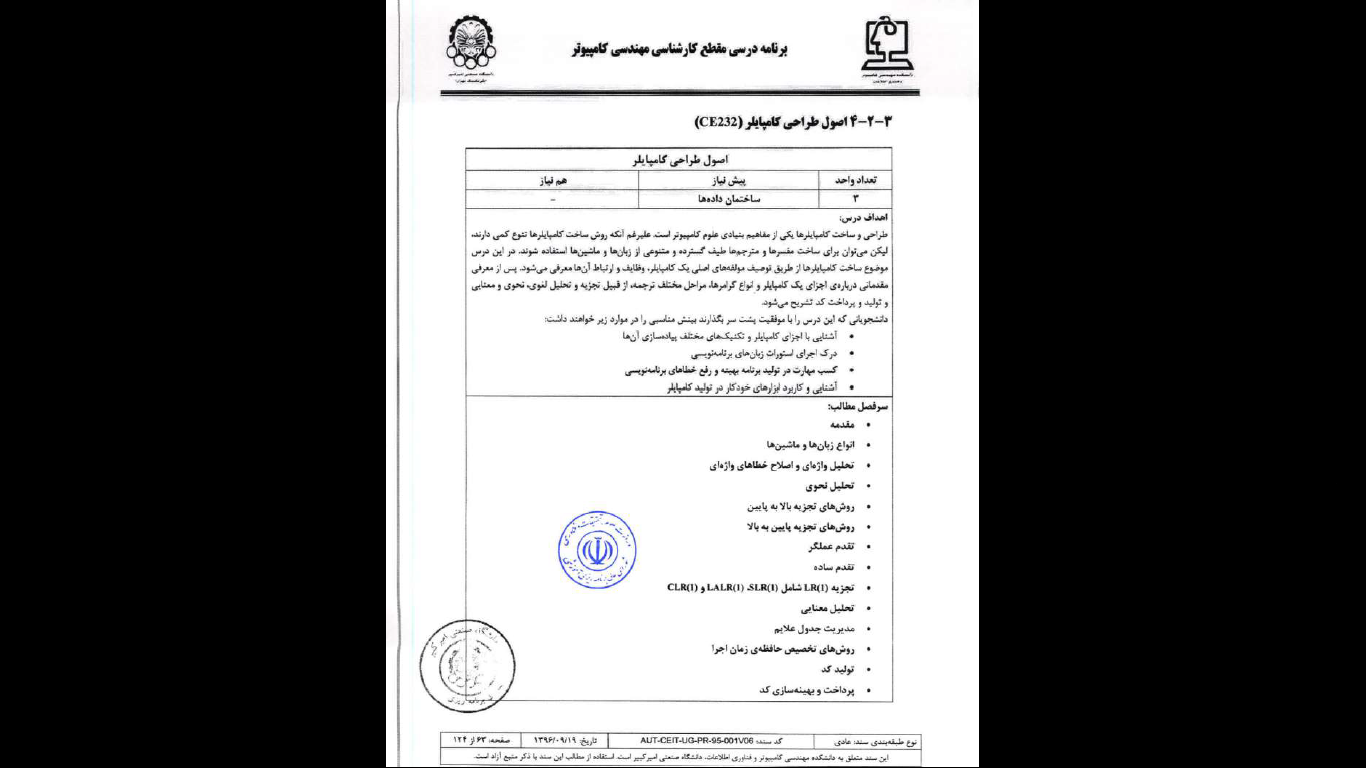 برنامه درسی مقطع کارشناسی مهندسی کامپیوتر
دانشکده مهندسی کامپیوتر
دانشگاه صنعتی امیرکبیر
۳-۲-۴ اصول طراحی کامپایلر (CE232)
اصول طراحی کامپایلر
تعداد واحد پیش نیاز هم نیاز
۳ ساختمان داده‌ها -
اهداف درس:
طراحی و ساخت کامپایلرها یکی از مفاهیم بنیادی علوم کامپیوتر است. علیرغم آنکه روش ساخت کامپایلرها تنوع کمی دارند،
لیکن می‌توان برای ساخت مفسرها و مترجم‌ها طیف گسترده و متنوعی از زبان‌ها و ماشین‌ها استفاده شوند. در این درس
موضوع ساخت کامپایلرها از طریق توصیف مولفه‌های اصلی یک کامپایلر، وظایف و ارتباط آن‌ها معرفی می‌شود. پس از معرفی
مقدماتی درباره‌ی اجزای یک کامپایلر و انواع گرامرها، مراحل مختلف ترجمه، از قبیل تجزیه و تحلیل لغوی، نحوی و معنایی
و تولید و پرداخت کد تشریح می‌شود.
دانشجویانی که این درس را با موفقیت پشت سر بگذارند بینش مناسبی را در موارد زیر خواهند داشت:
• آشنایی با اجزای کامپایلر و تکنیک‌های مختلف پیاده‌سازی آن‌ها
• درک اجرای استورات زبان‌های برنامه‌نویسی
• کسب مهارت در تولید برنامه بهینه و رفع خطاهای برنامه‌نویسی
• آشنایی و کاربرد ابزارهای خودکار در تولید کامپایلر
سرفصل مطالب:
• مقدمه
• انواع زبان‌ها و ماشین‌ها
• تحلیل واژه‌ای و اصلاح خطاهای واژه‌ای
• تحلیل نحوی
• روش‌های تجزیه بالا به پایین
• روش‌های تجزیه پایین به بالا
• تقدم عملگر
• تقدم ساده
• تجزیه LR(1) شامل SLR(1)، LALR(1) و CLR(1)
• تحلیل معنایی
• مدیریت جدول علایم
• روش‌های تخصیص حافظه‌ی زمان اجرا
• تولید کد
• پرداخت و بهینه‌سازی کد
دانشگاه صنعتی امیرکبیر
نوع طبقه‌بندی سند: عادی کد سند: AUT-CEIT-UG-PR-95-001V06 تاریخ: ۱۳۹۶/۰۹/۱۹ صفحه: ۶۳ از ۱۲۴
این سند متعلق به دانشکده مهندسی کامپیوتر و فناوری اطلاعات، دانشگاه صنعتی امیرکبیر است. استفاده از مطالب این سند با ذکر منبع آزاد است.